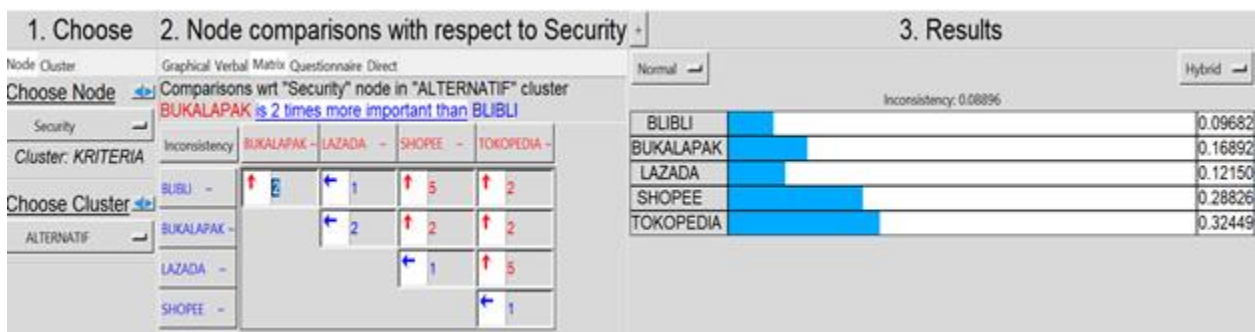 1. Choose
Node Cluster
Choose Node
Security
Cluster: KRITERIA
Choose Cluster
ALTERNATIF
2. Node comparisons with respect to Security +
Graphical Verbal Matrix Questionnaire Direct
Comparisons wrt "Security" node in "ALTERNATIF" cluster
BUKALAPAK is 2 times more important than BLIBLI
Inconsistency BUKALAPAK ~ LAZADA ~ SHOPEE ~ TOKOPEDIA ~
BLIBLI ~ ↑ 2 ← 1 ↑ 5 ↑ 2
BUKALAPAK ~ ← 2 ↑ 2 ↑ 2
LAZADA ~ ← 1 ↑ 5
SHOPEE ~ ← 1
3. Results
Normal Hybrid
Inconsistency: 0.08896
BLIBLI 0.09682
BUKALAPAK 0.16892
LAZADA 0.12150
SHOPEE 0.28826
TOKOPEDIA 0.32449